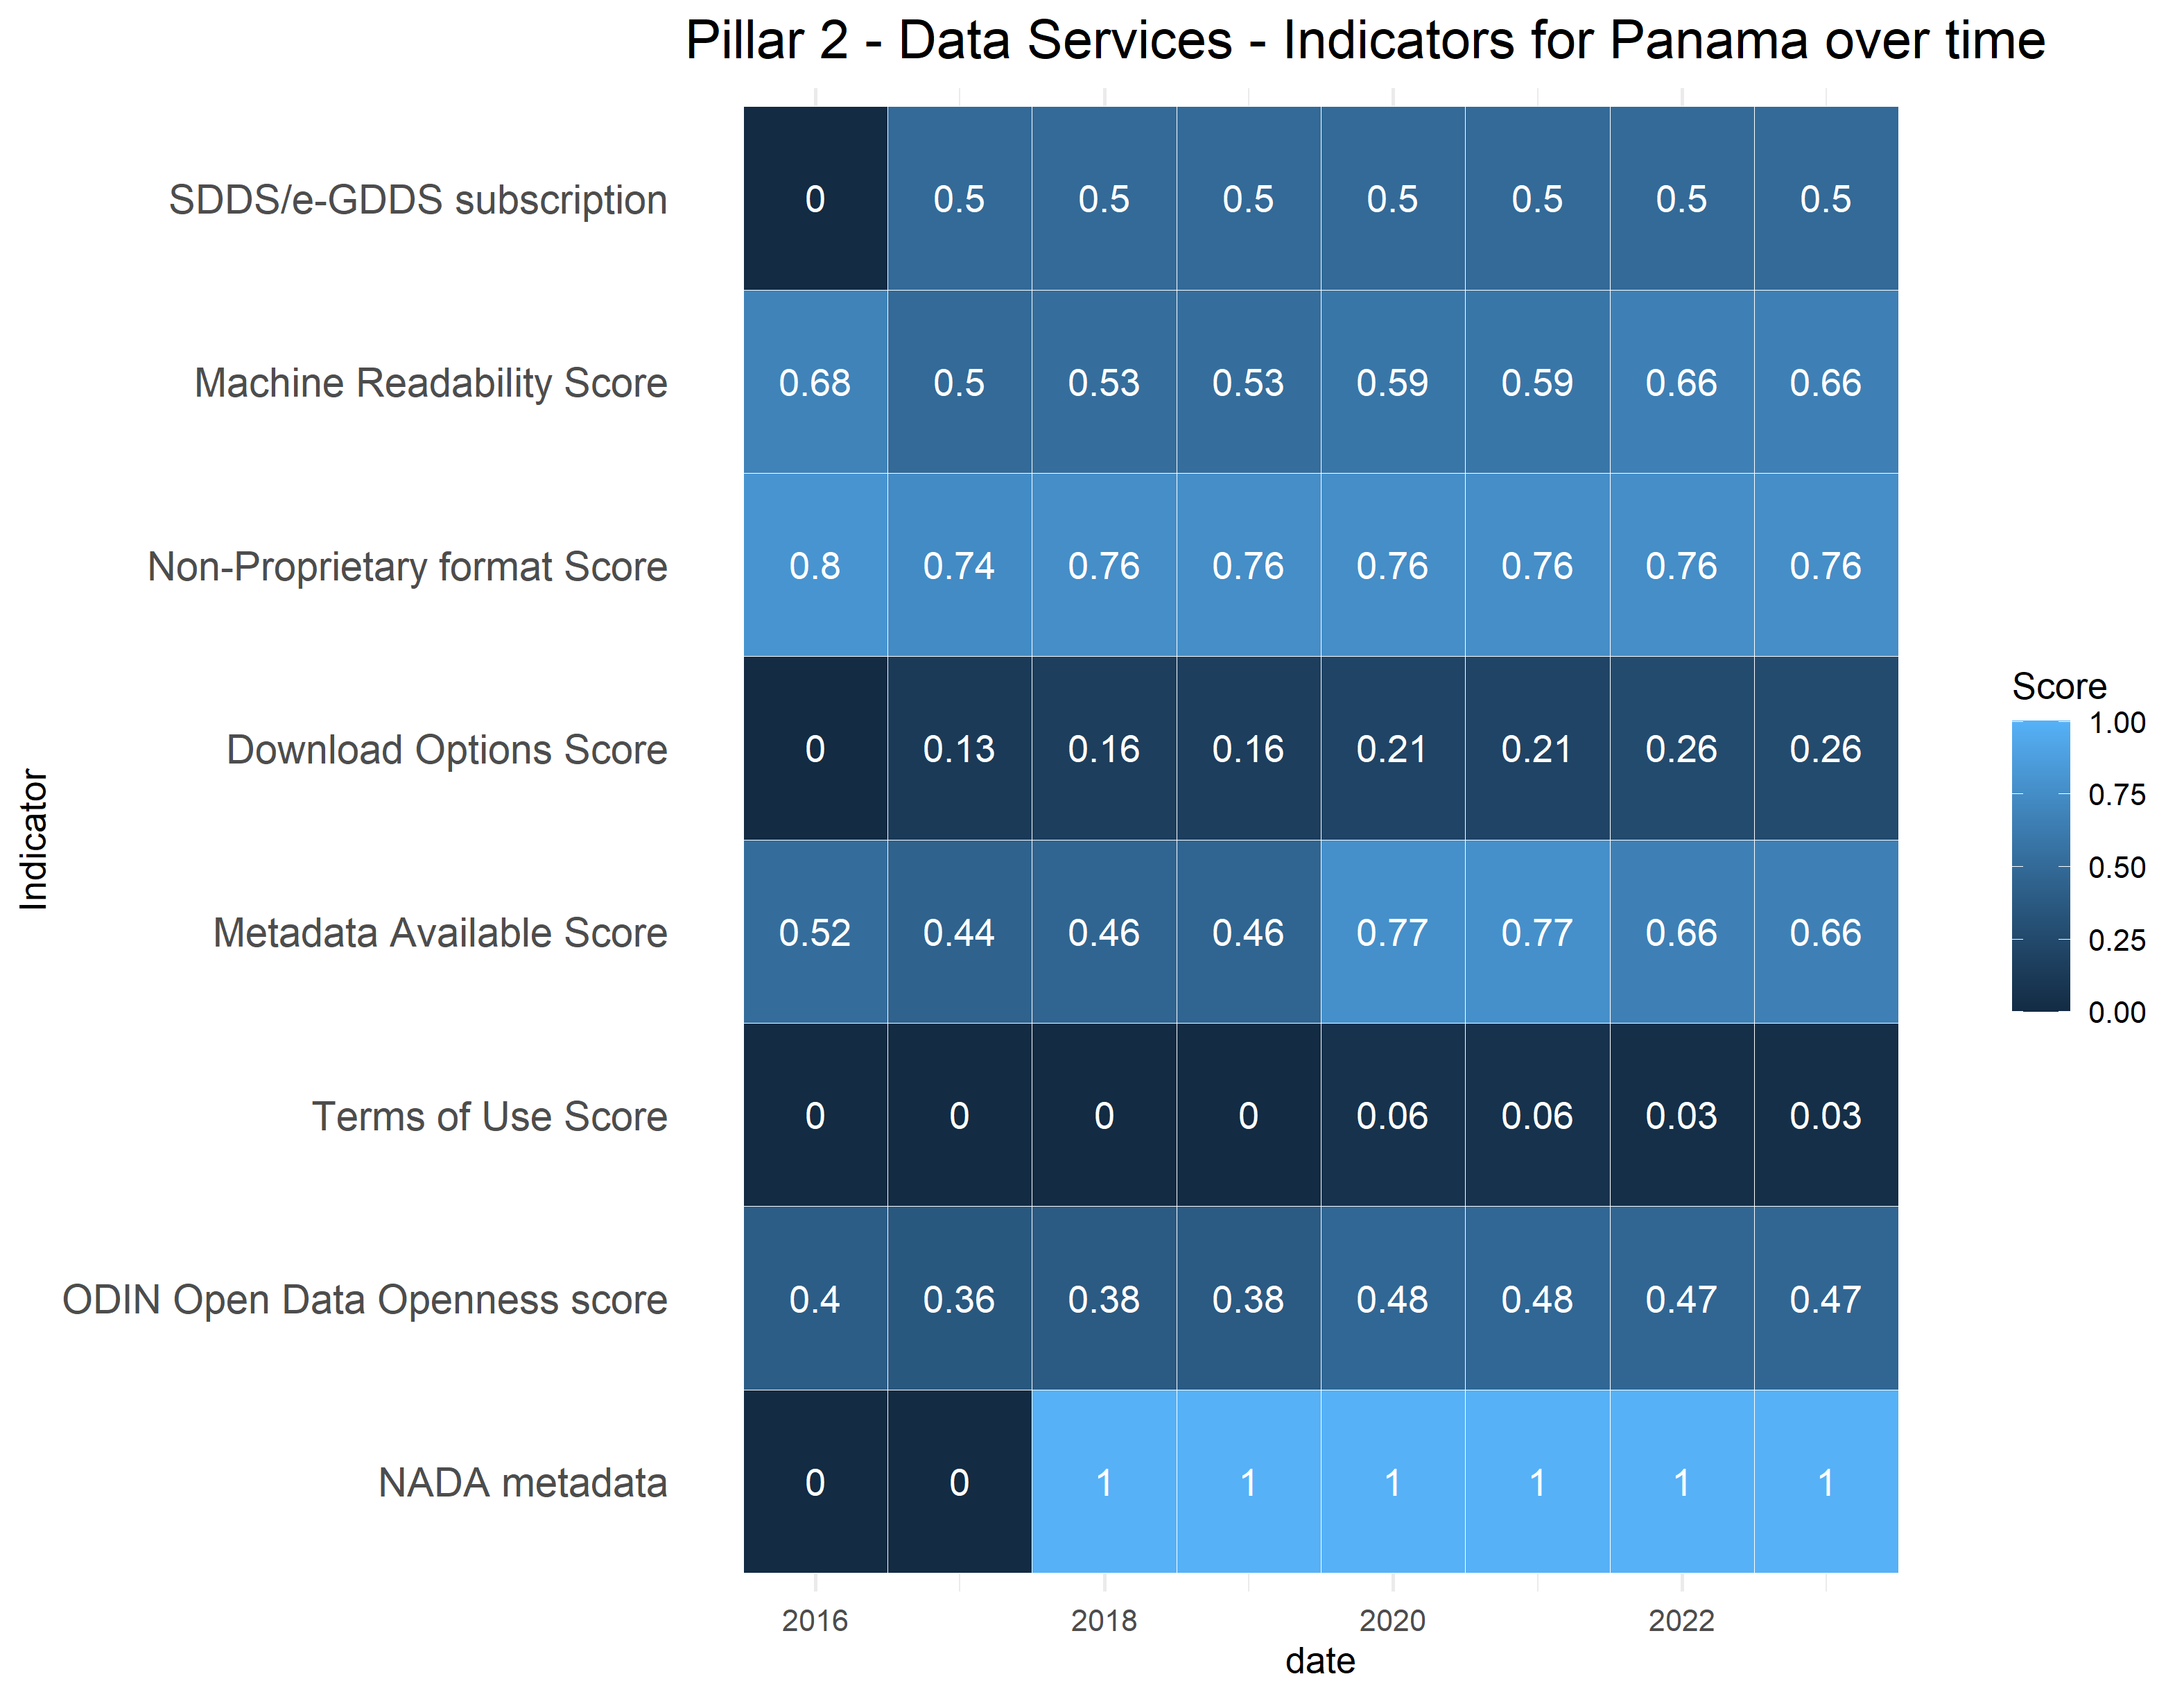 Pillar 2 - Data Services - Indicators for Panama over time
SDDS/e-GDDS subscription 0 0.5 0.5 0.5 0.5 0.5 0.5 0.5
Machine Readability Score 0.68 0.5 0.53 0.53 0.59 0.59 0.66 0.66
Non-Proprietary format Score 0.8 0.74 0.76 0.76 0.76 0.76 0.76 0.76
Download Options Score 0 0.13 0.16 0.16 0.21 0.21 0.26 0.26
Metadata Available Score 0.52 0.44 0.46 0.46 0.77 0.77 0.66 0.66
Terms of Use Score 0 0 0 0 0.06 0.06 0.03 0.03
ODIN Open Data Openness score 0.4 0.36 0.38 0.38 0.48 0.48 0.47 0.47
NADA metadata 0 0 1 1 1 1 1 1
2016 2018 2020 2022
date
Indicator
Score
1.00
0.75
0.50
0.25
0.00